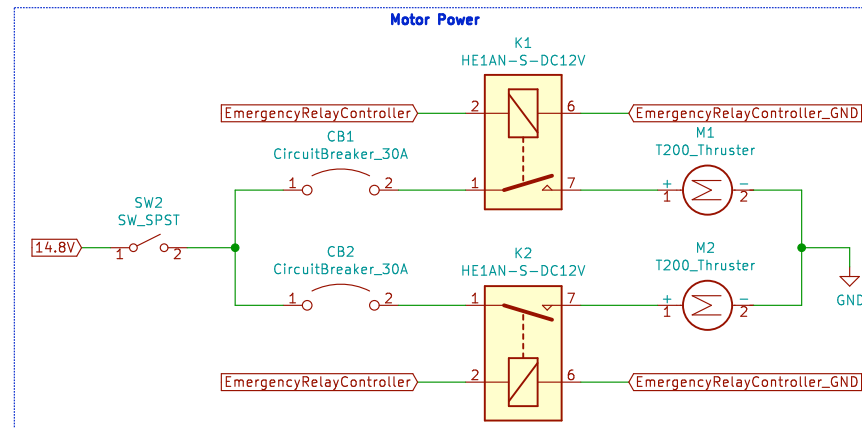 Motor Power
K1
HE1AN-S-DC12V
EmergencyRelayController
2
6
EmergencyRelayController_GND
CB1
CircuitBreaker_30A
M1
T200_Thruster
1
2
1
7
+
1
−
2
SW2
SW_SPST
14.8V
1
2
CB2
CircuitBreaker_30A
K2
HE1AN-S-DC12V
M2
T200_Thruster
GND
1
2
1
7
+
1
−
2
EmergencyRelayController
2
6
EmergencyRelayController_GND